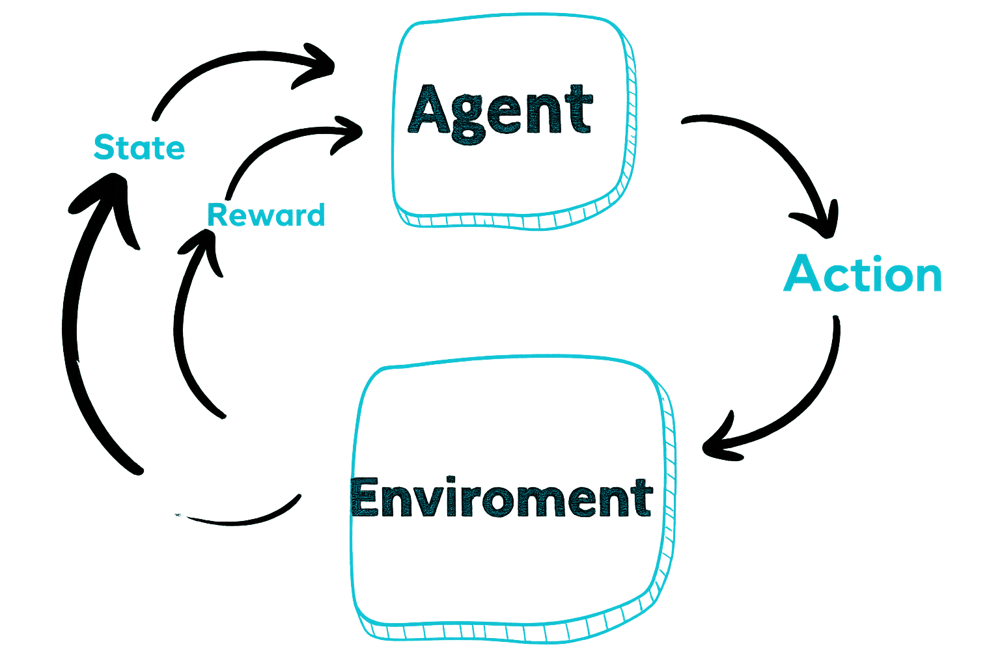 Agent
State
Reward
Action
Enviroment